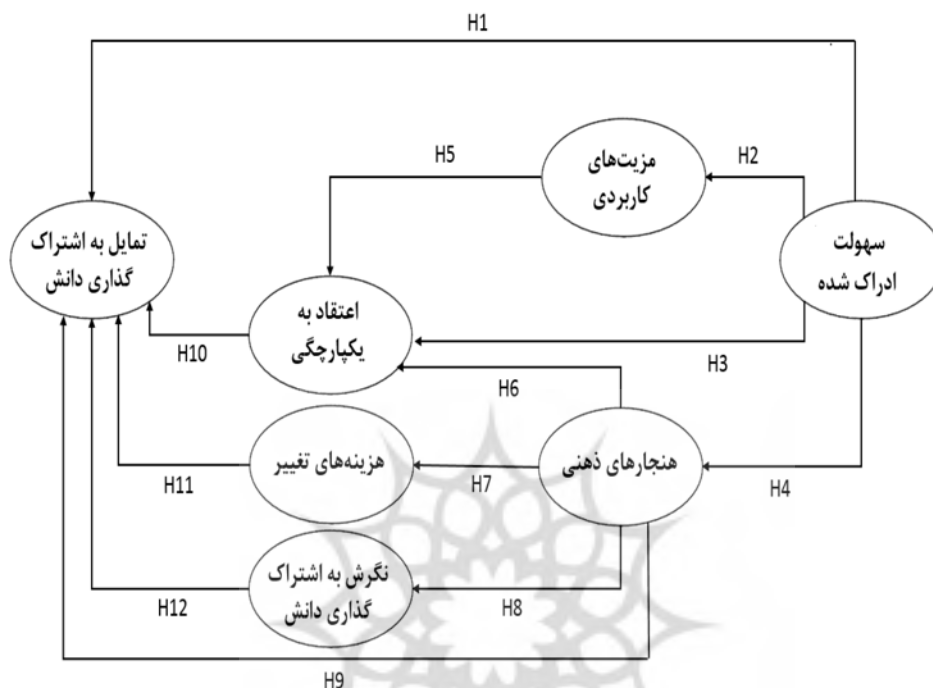 H1
مزیت‌های
کاربردی
H2
H5
سهولت
ادراک شده
تمایل به اشتراک
گذاری دانش
اعتقاد به
یکپارچگی
H10
H3
H6
هنجارهای ذهنی
H4
H7
هزینه‌های تغییر
H11
نگرش به اشتراک
گذاری دانش
H8
H12
H9